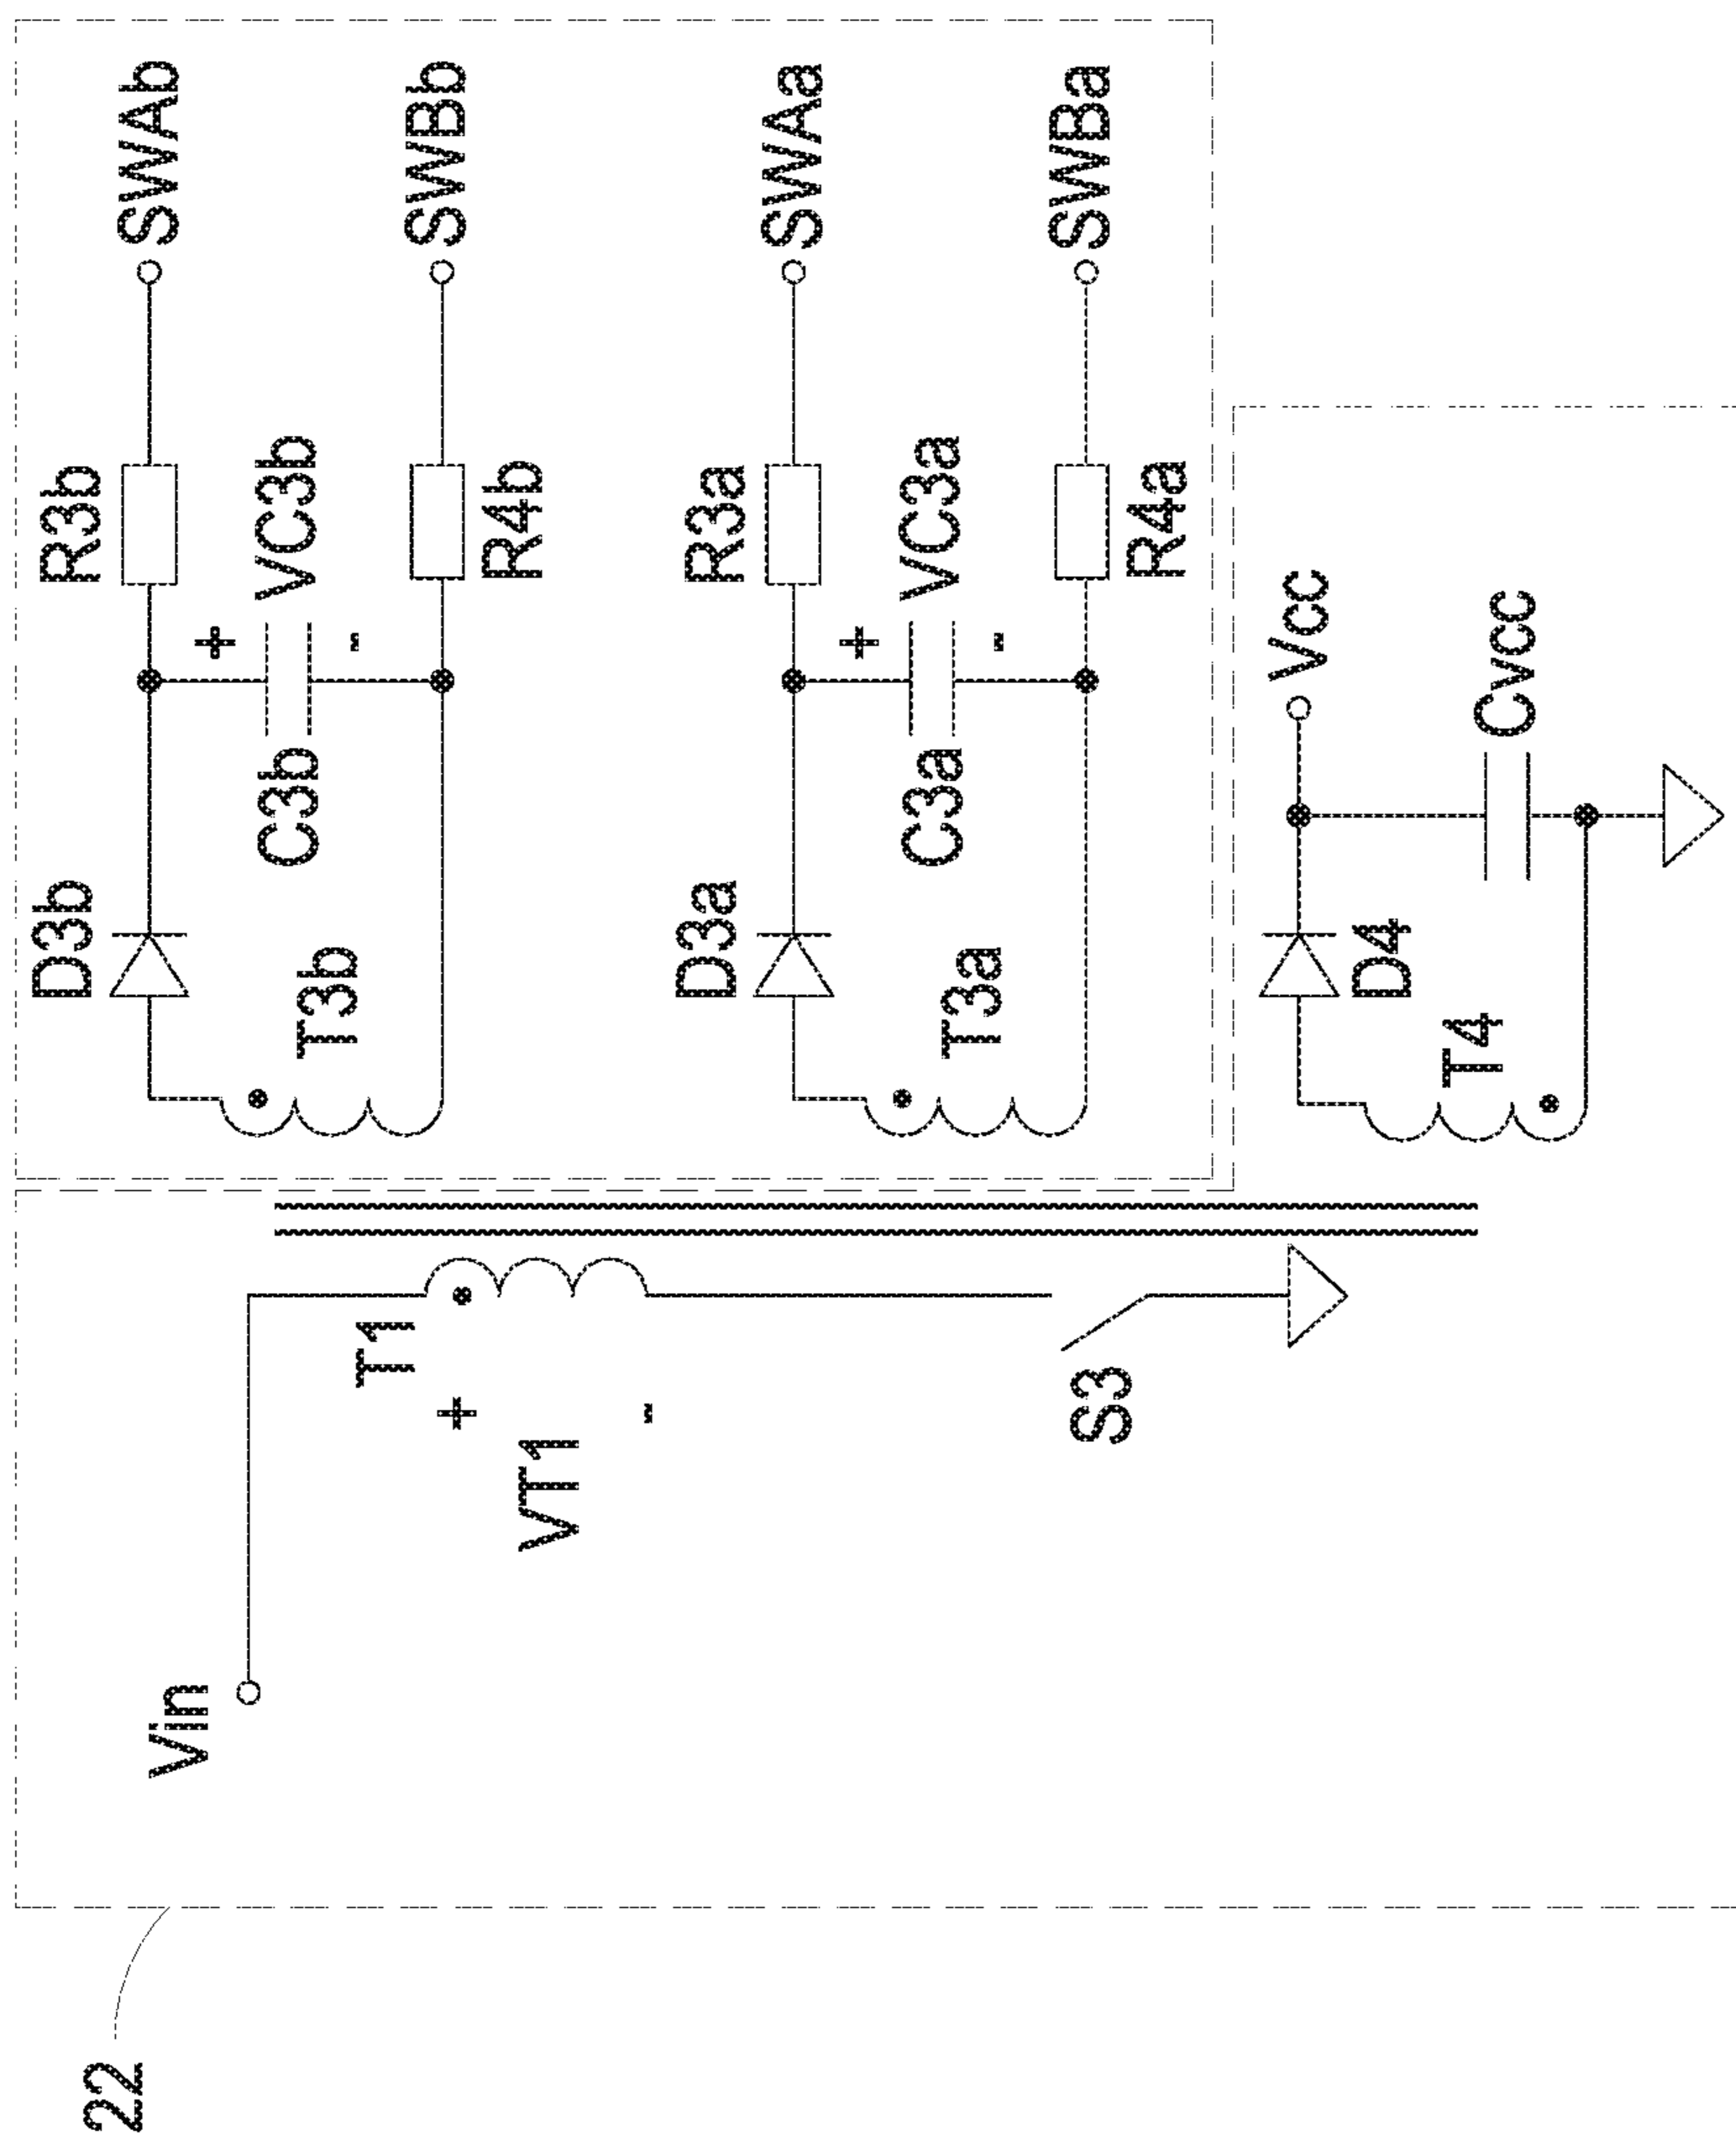 22
D3b
R3b
SWAb
Vin
+
C3b
VC3b
T3b
-
T1
SWBb
+
R4b
VT1
-
D3a
R3a
SWAa
+
C3a
VC3a
T3a
-
SWBa
S3
R4a
Vcc
D4
T4
Cvcc